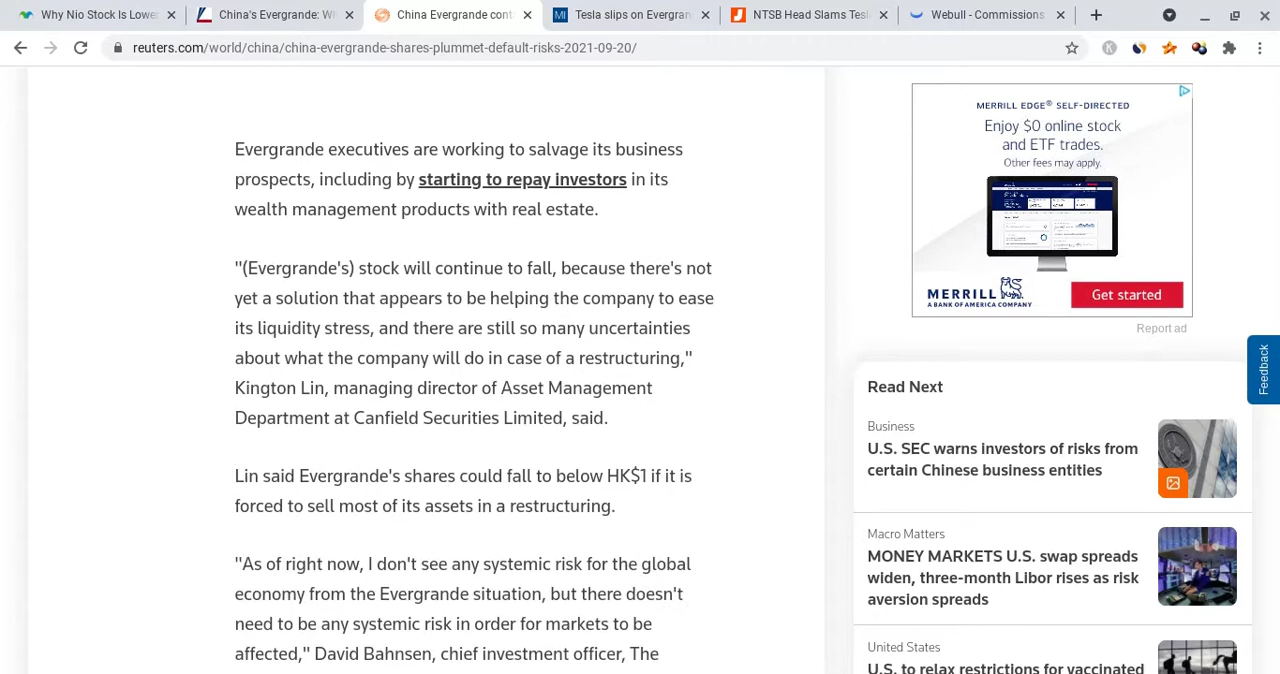 Why Nio Stock Is Lower
China's Evergrande: Wh
China Evergrande cont
Tesla slips on Evergran
NTSB Head Slams Tesl
Webull - Commissions
reuters.com/world/china/china-evergrande-shares-plummet-default-risks-2021-09-20/
Evergrande executives are working to salvage its business
prospects, including by starting to repay investors in its
wealth management products with real estate.
"(Evergrande's) stock will continue to fall, because there's not
yet a solution that appears to be helping the company to ease
its liquidity stress, and there are still so many uncertainties
about what the company will do in case of a restructuring,"
Kington Lin, managing director of Asset Management
Department at Canfield Securities Limited, said.
Lin said Evergrande's shares could fall to below HK$1 if it is
forced to sell most of its assets in a restructuring.
"As of right now, I don't see any systemic risk for the global
economy from the Evergrande situation, but there doesn't
need to be any systemic risk in order for markets to be
affected," David Bahnsen, chief investment officer, The
MERRILL EDGE® SELF-DIRECTED
Enjoy $0 online stock
and ETF trades.
Other fees may apply.
MERRILL
A BANK OF AMERICA COMPANY
Get started
Report ad
Feedback
Read Next
Business
U.S. SEC warns investors of risks from
certain Chinese business entities
Macro Matters
MONEY MARKETS U.S. swap spreads
widen, three-month Libor rises as risk
aversion spreads
United States
U.S. to relax restrictions for vaccinated